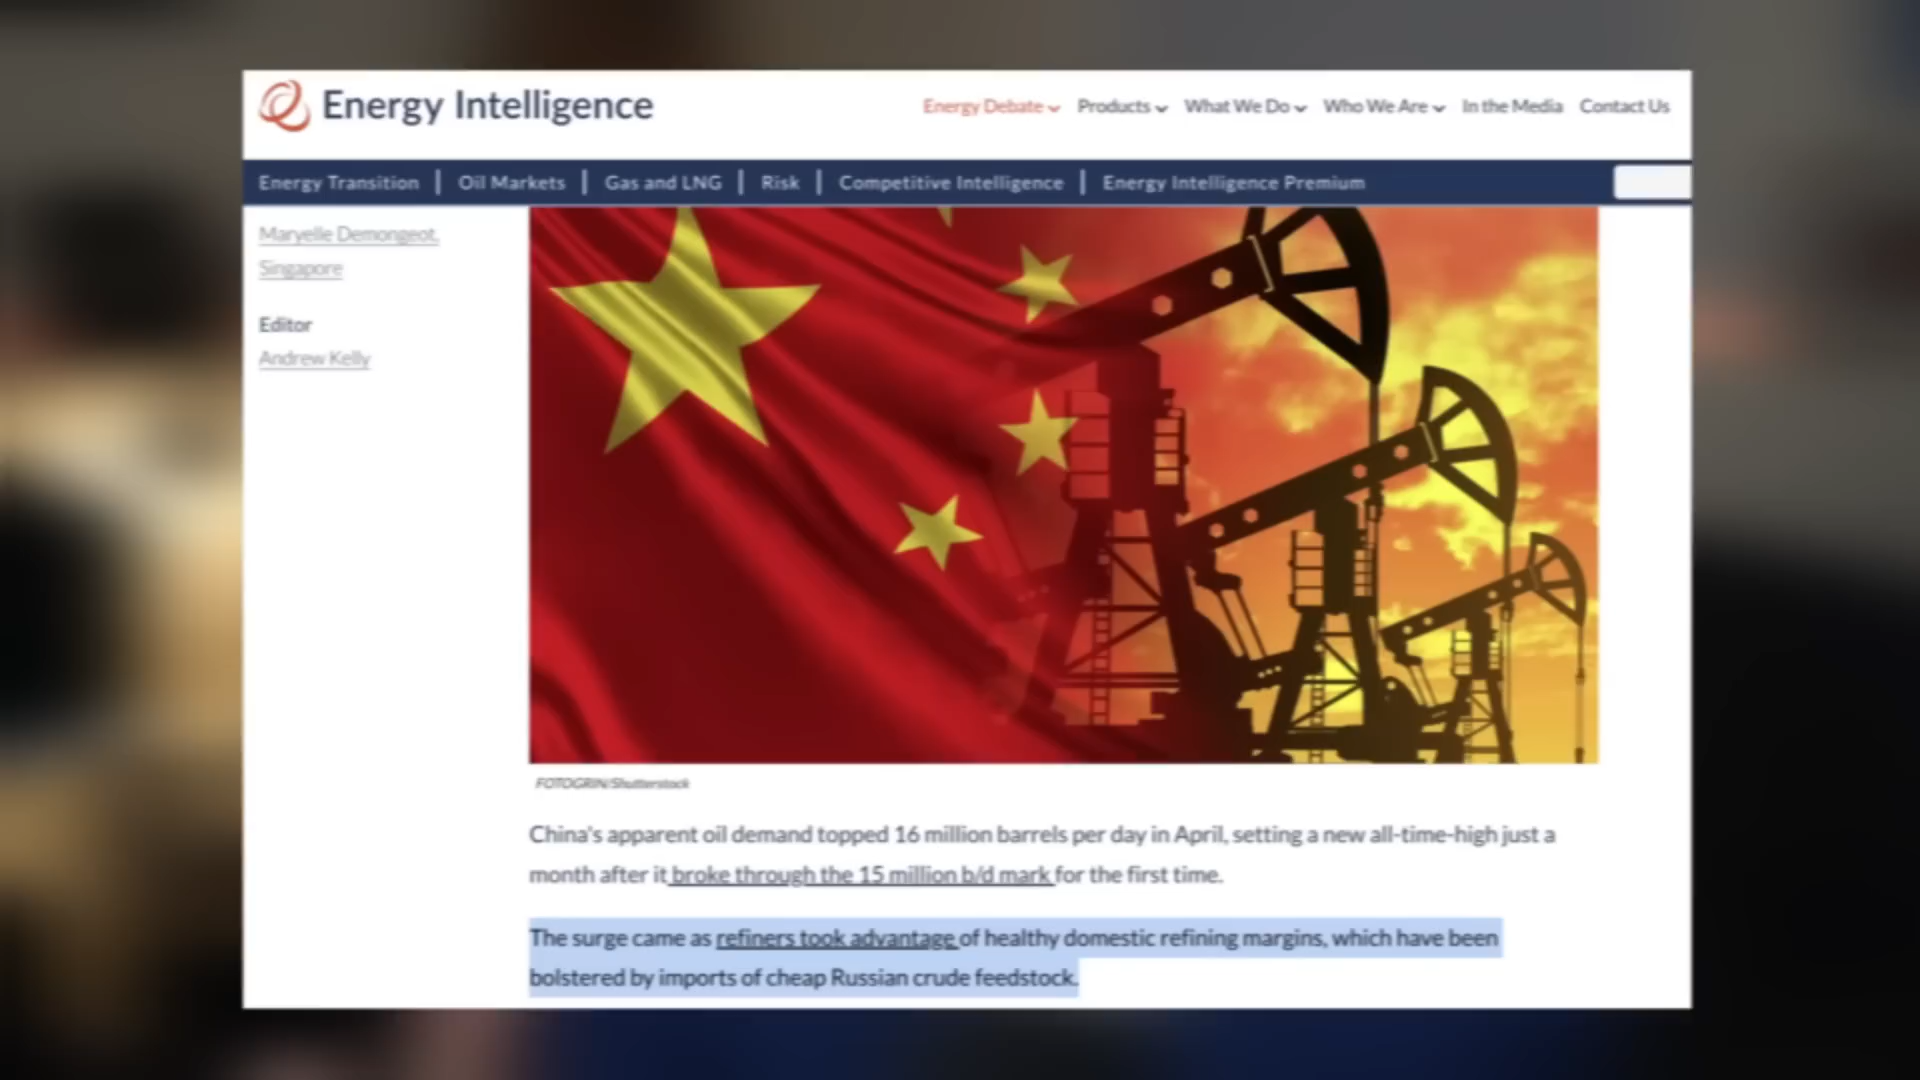 Energy Intelligence
Energy Debate Products What We Do Who We Are In the Media Contact Us
Energy Transition | Oil Markets | Gas and LNG | Risk | Competitive Intelligence | Energy Intelligence Premium
Maryelle Demongeot,
Singapore
Editor
Andrew Kelly
FOTOGRIN/Shutterstock
China's apparent oil demand topped 16 million barrels per day in April, setting a new all-time-high just a
month after it broke through the 15 million b/d mark for the first time.
The surge came as refiners took advantage of healthy domestic refining margins, which have been
bolstered by imports of cheap Russian crude feedstock.